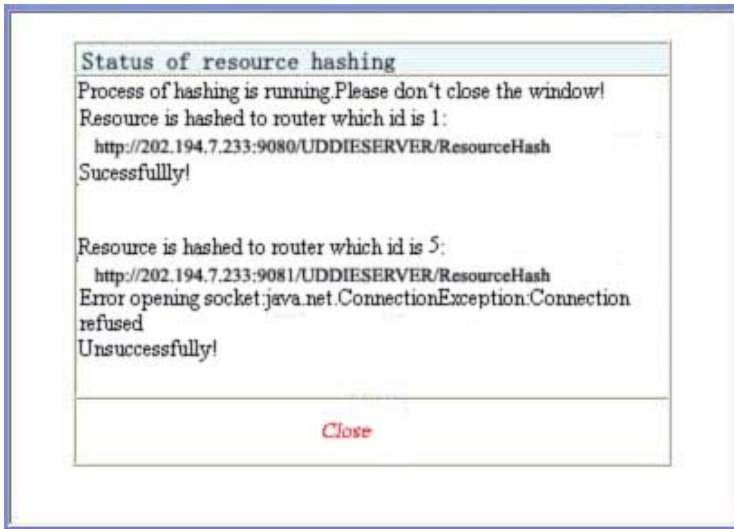 Status of resource hashing
Process of hashing is running.Please don't close the window!
Resource is hashed to router which id is 1:
http://202.194.7.233:9080/UDDIESERVER/ResourceHash
Sucessfullly!
Resource is hashed to router which id is 5:
http://202.194.7.233:9081/UDDIESERVER/ResourceHash
Error opening socket:java.net.ConnectionException:Connection
refused
Unsuccessfully!
Close